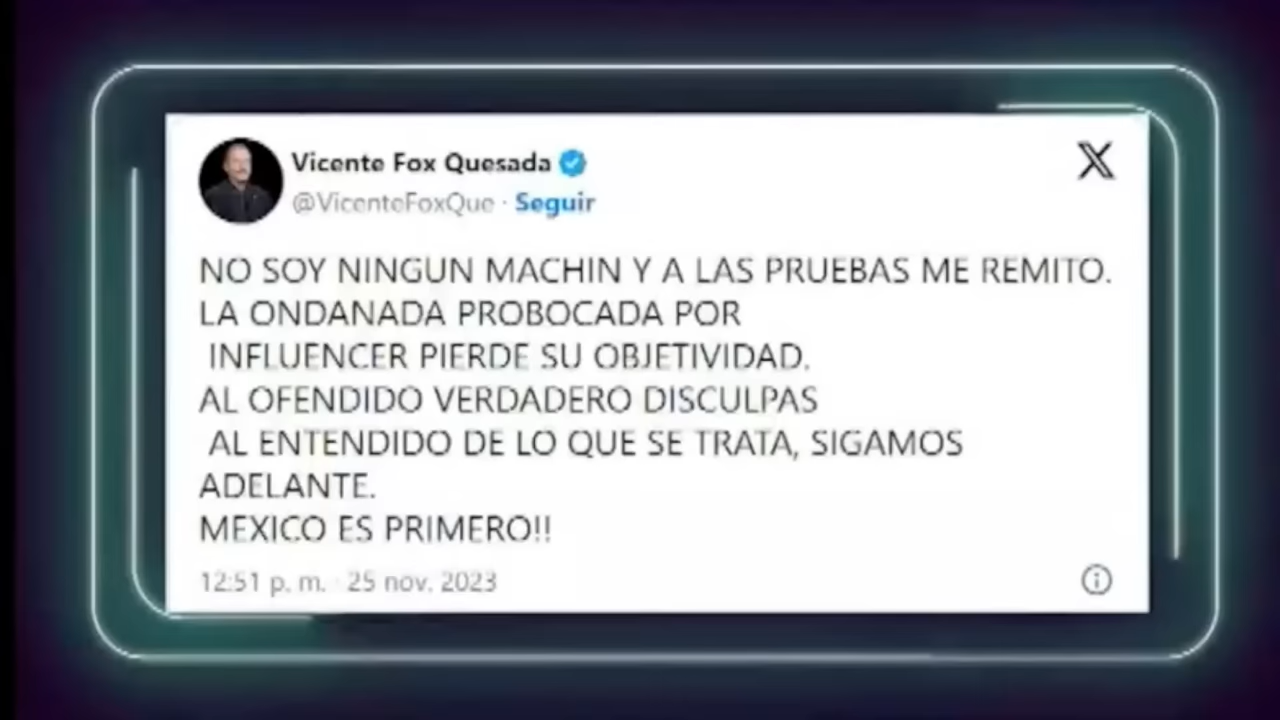 Vicente Fox Quesada
@VicenteFoxQue · Seguir
NO SOY NINGUN MACHIN Y A LAS PRUEBAS ME REMITO.
LA ONDANADA PROBOCADA POR
INFLUENCER PIERDE SU OBJETIVIDAD.
AL OFENDIDO VERDADERO DISCULPAS
AL ENTENDIDO DE LO QUE SE TRATA, SIGAMOS
ADELANTE.
MEXICO ES PRIMERO!!
12:51 p. m. · 25 nov. 2023